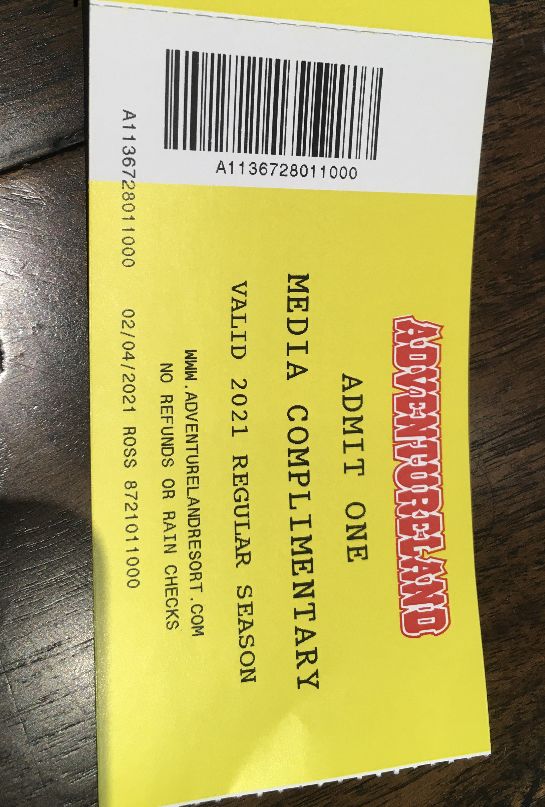 A1136728011000
ADVENTURELAND
ADMIT ONE
MEDIA COMPLIMENTARY
VALID 2021 REGULAR SEASON
WWW.ADVENTURELANDRESORT.COM
NO REFUNDS OR RAIN CHECKS
A1136728011000 02/04/2021 ROSS 8721011000